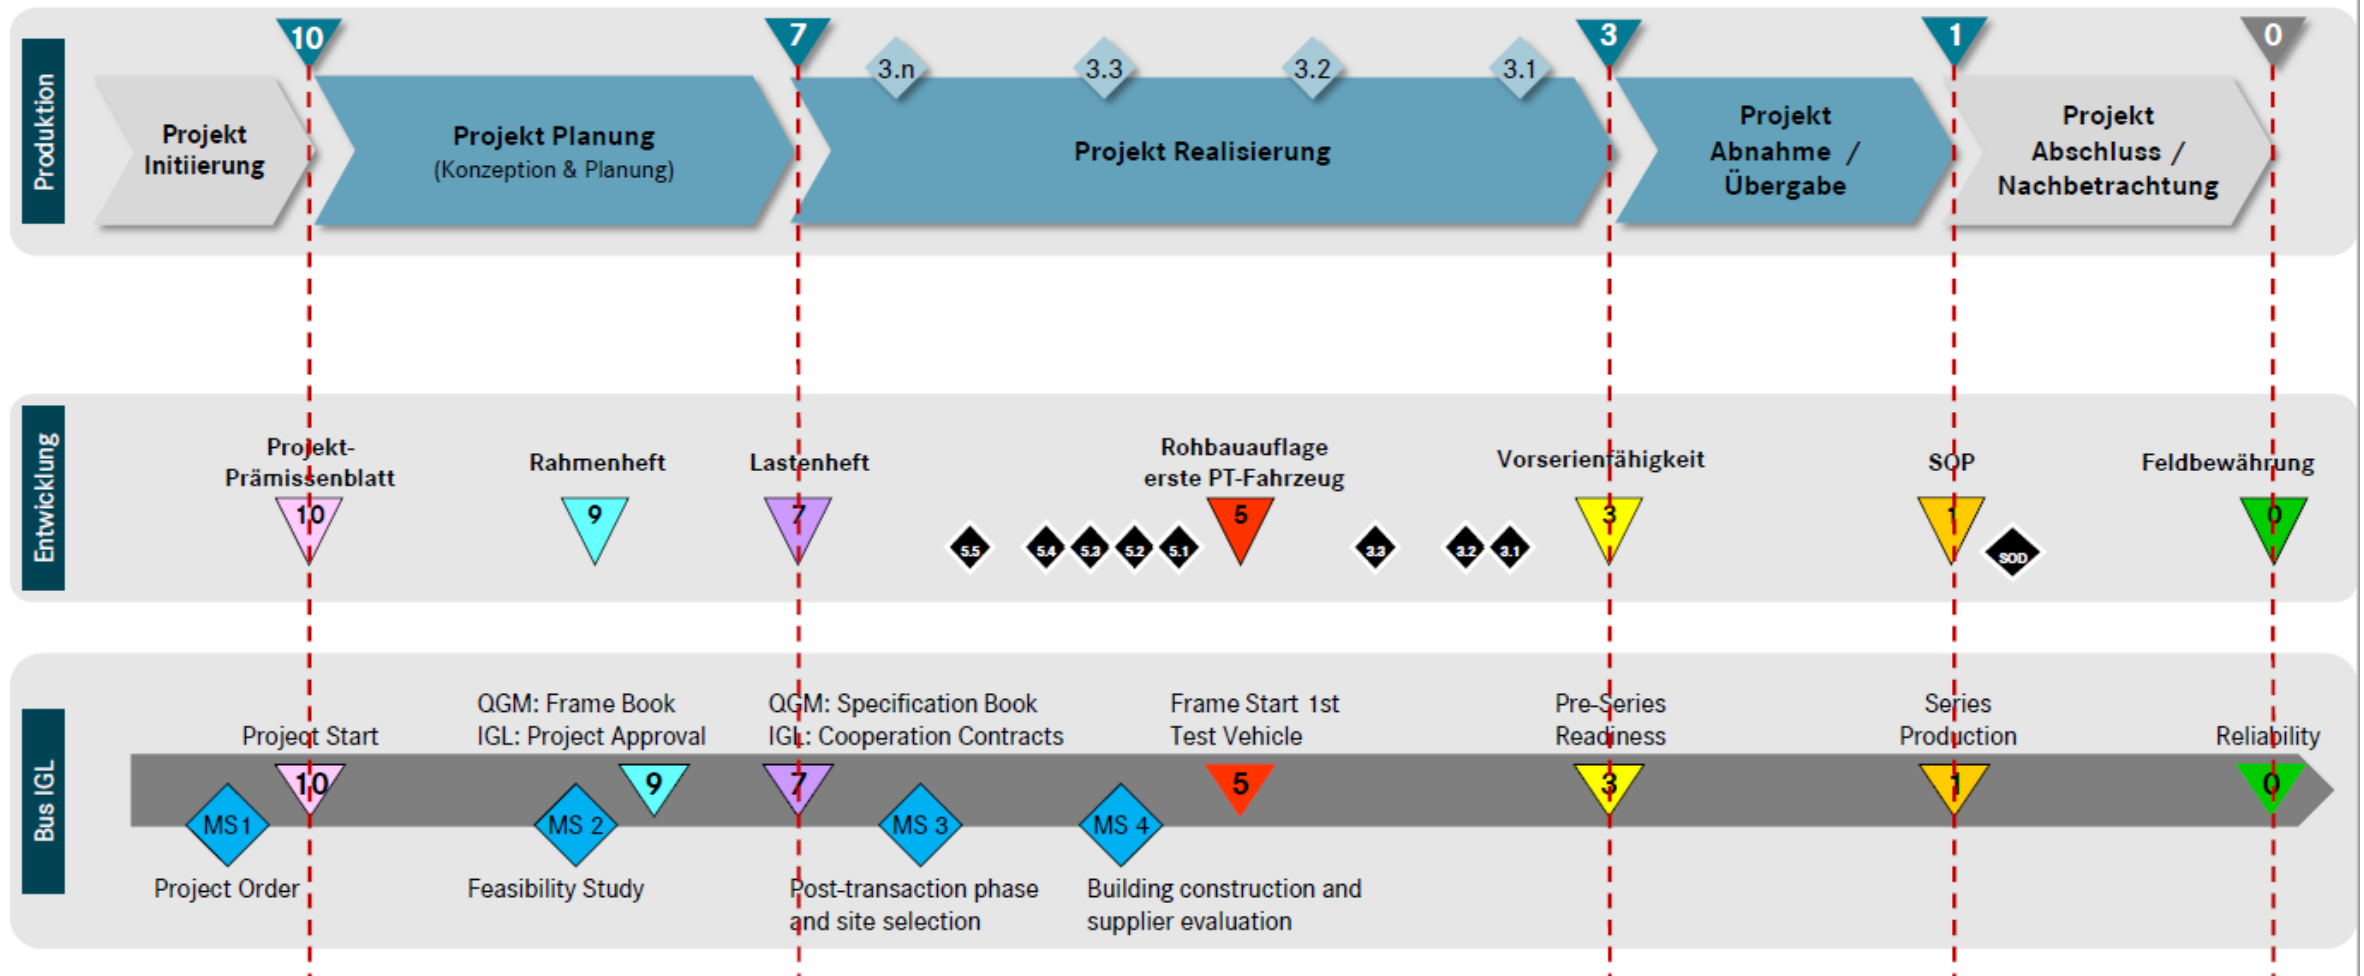 Produktion
10
7
3
1
0
3.n
3.3
3.2
3.1
Projekt
Initiierung
Projekt Planung
(Konzeption & Planung)
Projekt Realisierung
Projekt
Abnahme /
Übergabe
Projekt
Abschluss /
Nachbetrachtung
Entwicklung
Projekt-
Prämissenblatt
10
Rahmenheft
9
Lastenheft
7
5.5
5.4
5.3
5.2
5.1
Rohbauauflage
erste PT-Fahrzeug
5
3.3
3.2
3.1
Vorserienfähigkeit
3
SOP
1
SOD
Feldbewährung
0
Bus IGL
Project Start
10
QGM: Frame Book
IGL: Project Approval
9
QGM: Specification Book
IGL: Cooperation Contracts
7
Frame Start 1st
Test Vehicle
5
Pre-Series
Readiness
3
Series
Production
1
Reliability
0
MS1
Project Order
MS 2
Feasibility Study
MS 3
Post-transaction phase
and site selection
MS 4
Building construction and
supplier evaluation